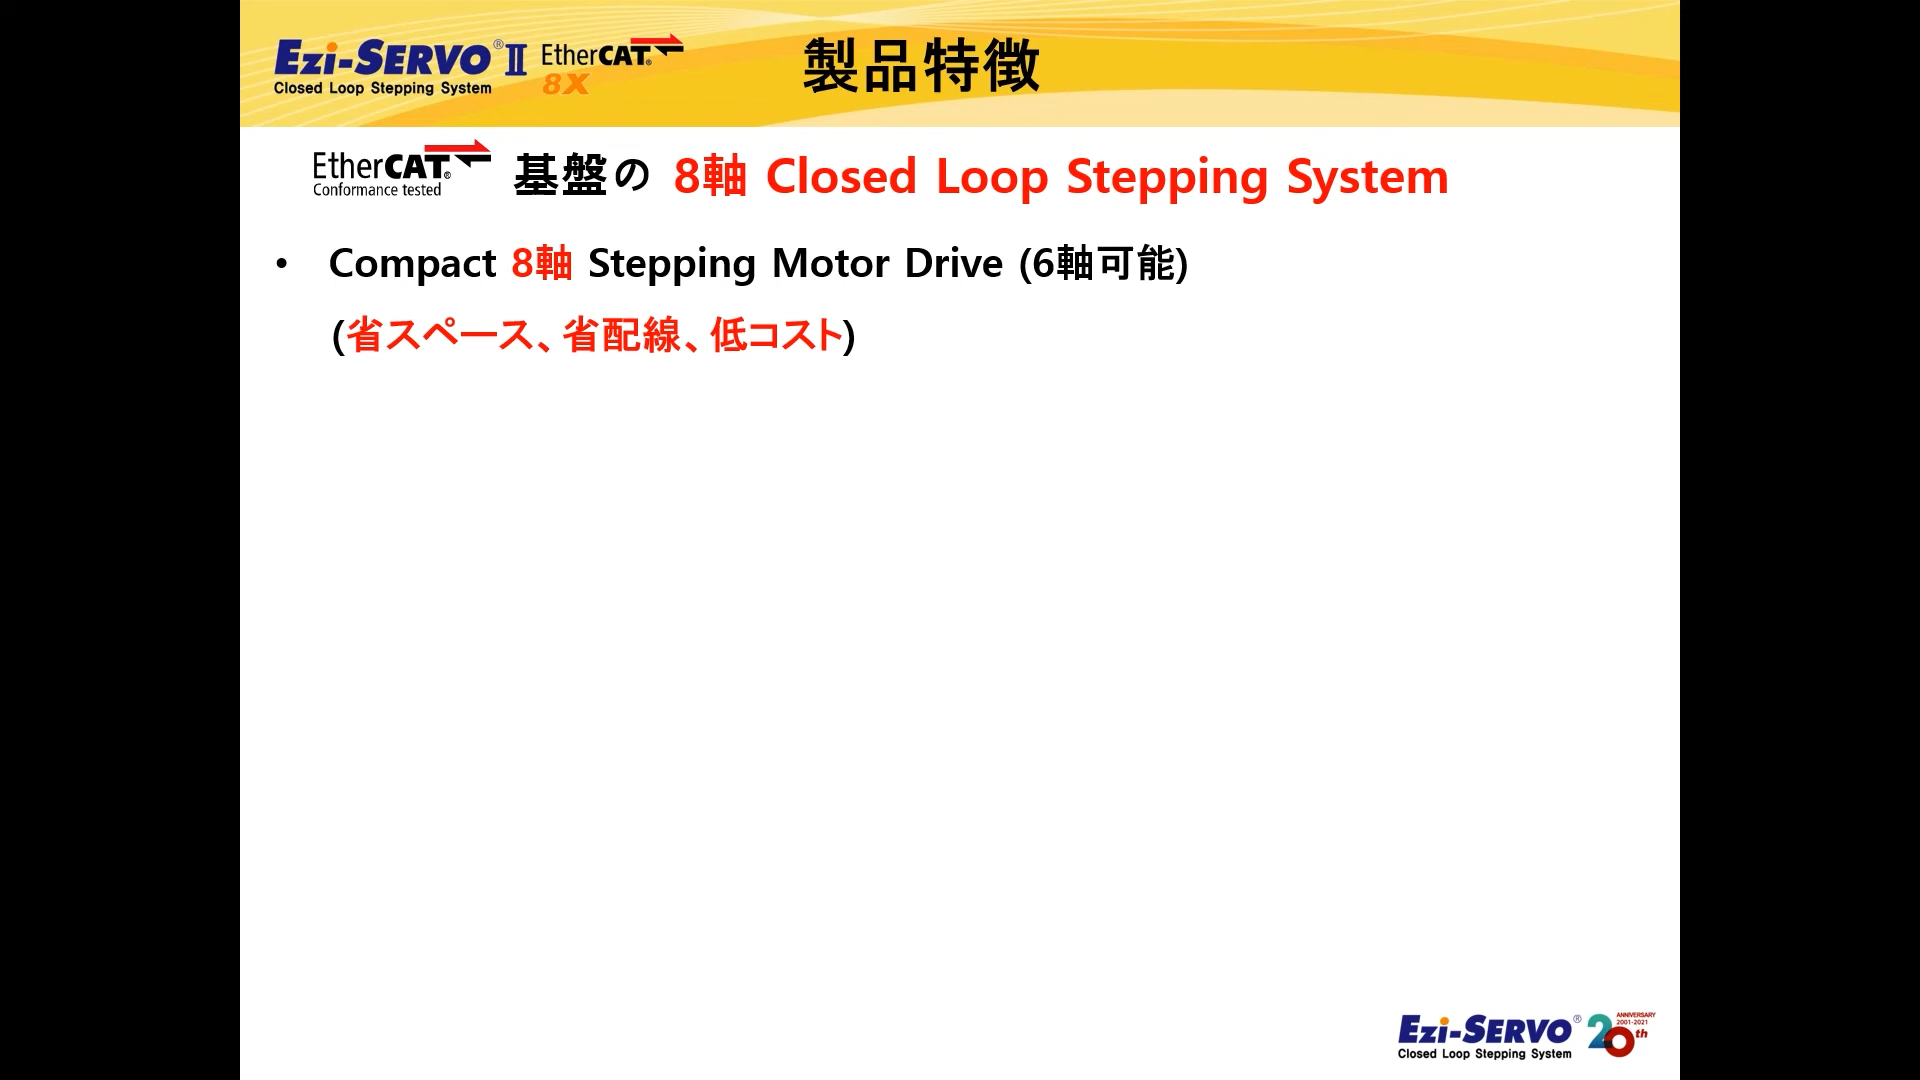 Ezi-SERVO® II EtherCAT® 製品特徴
Closed Loop Stepping System 8X
EtherCAT® 基盤の 8軸 Closed Loop Stepping System
Conformance tested
• Compact 8軸 Stepping Motor Drive (6軸可能)
(省スペース、省配線、低コスト)
Ezi-SERVO® 20th ANNIVERSARY 2001-2021
Closed Loop Stepping System